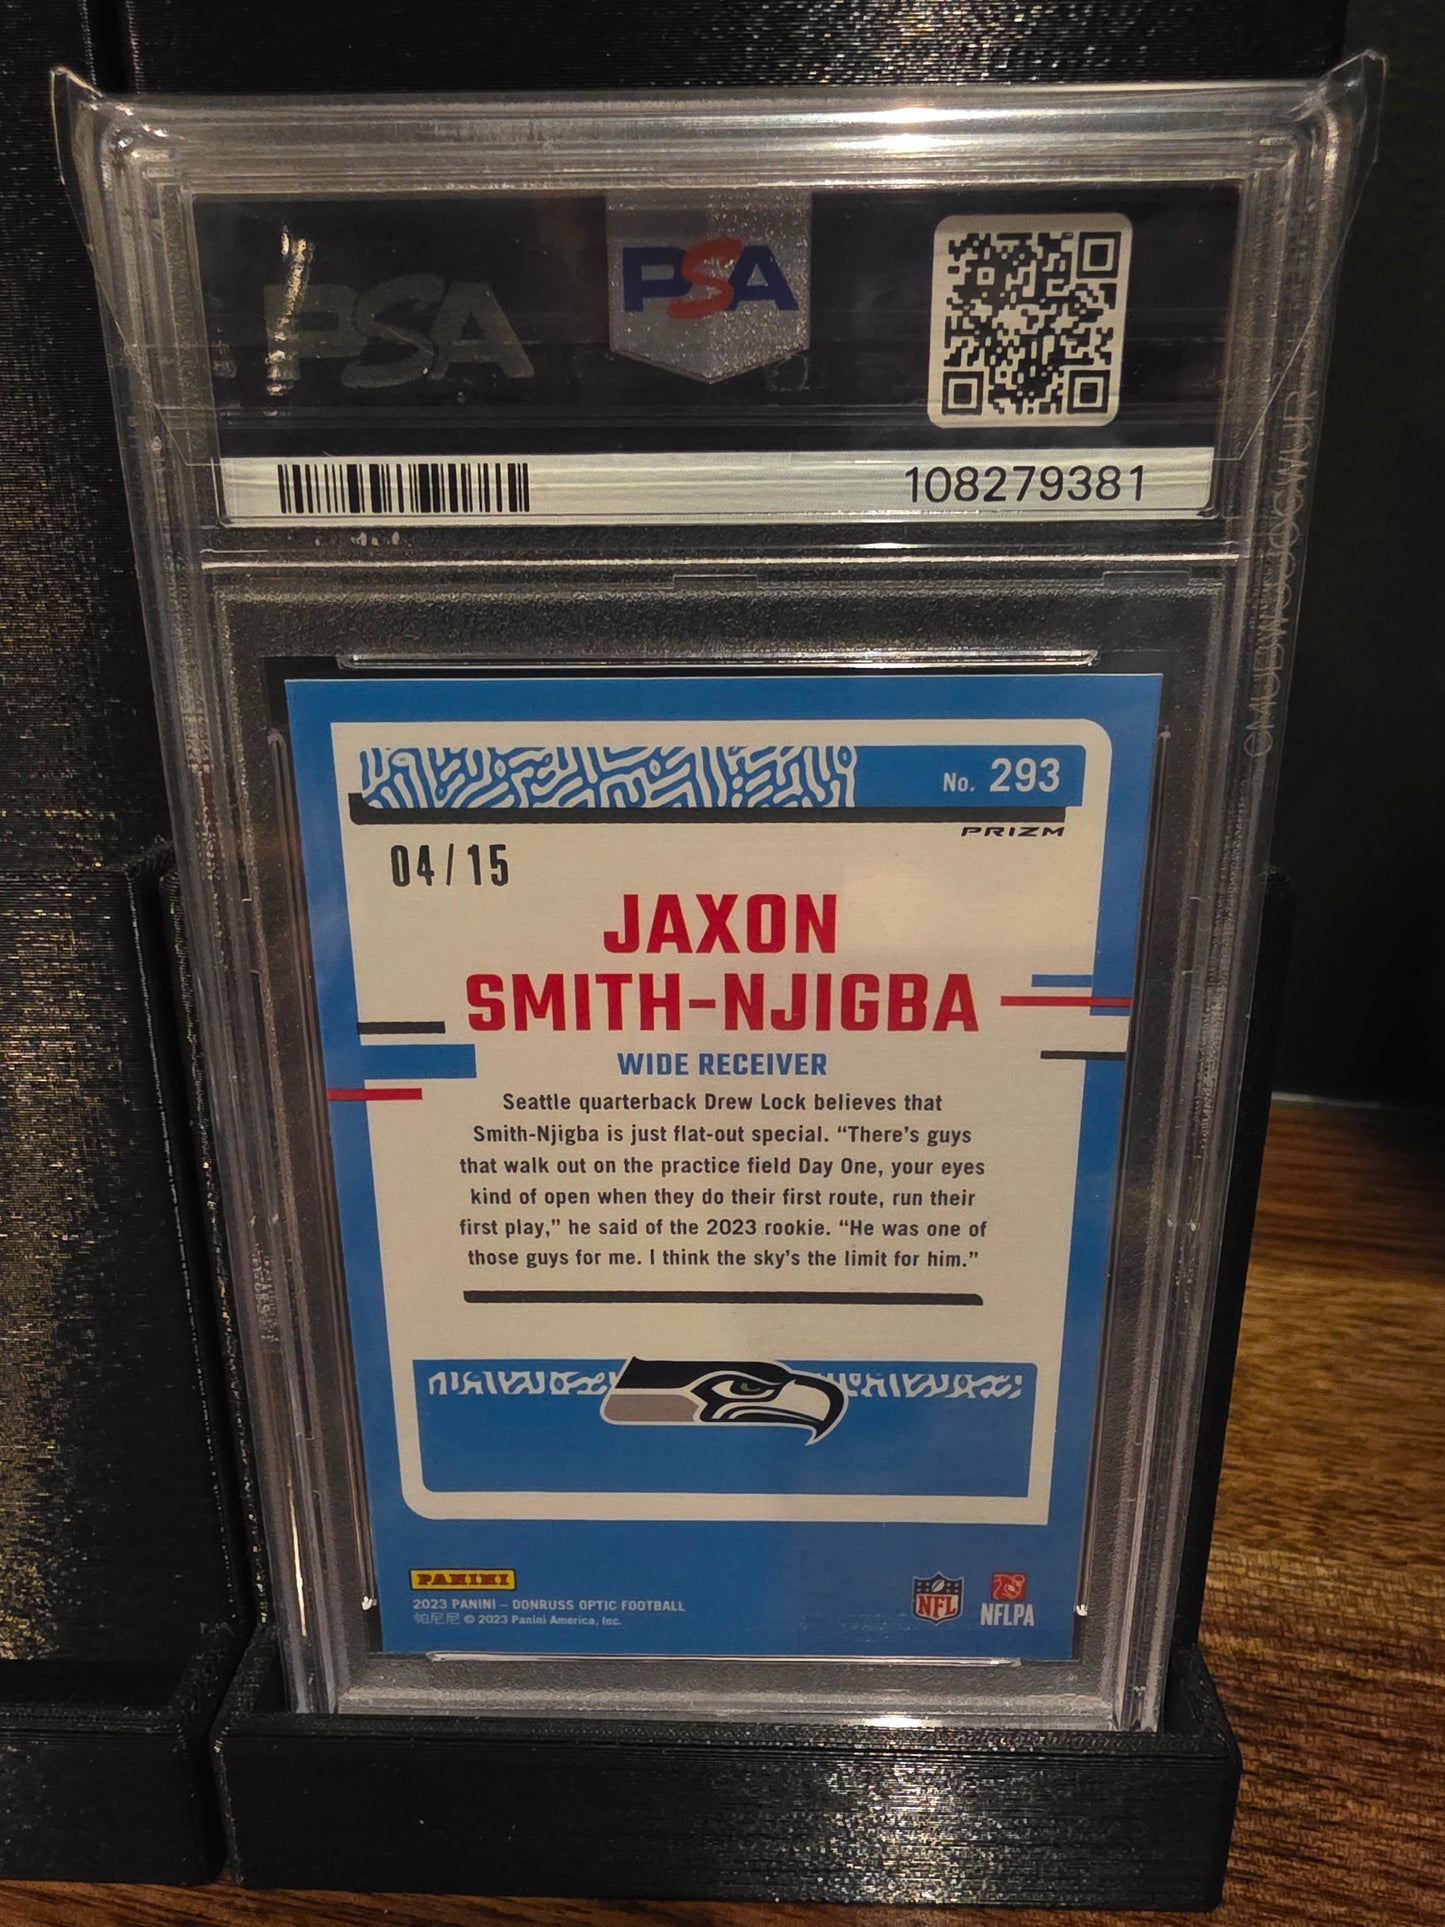 PSA
PSA
108279381
No. 293
PRIZM
04/15
JAXON
SMITH-NJIGBA
WIDE RECEIVER
Seattle quarterback Drew Lock believes that
Smith-Njigba is just flat-out special. “There’s guys
that walk out on the practice field Day One, your eyes
kind of open when they do their first route, run their
first play,” he said of the 2023 rookie. “He was one of
those guys for me. I think the sky’s the limit for him.”
PANINI
2023 PANINI – DONRUSS OPTIC FOOTBALL
帕尼尼 © 2023 Panini America, Inc.
NFL
NFLPA